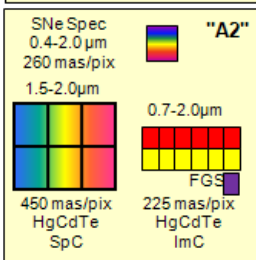 SNe Spec
0.4-2.0 µm
260 mas/pix
"A2"
1.5-2.0µm
0.7-2.0µm
FGS
450 mas/pix
HgCdTe
SpC
225 mas/pix
HgCdTe
ImC